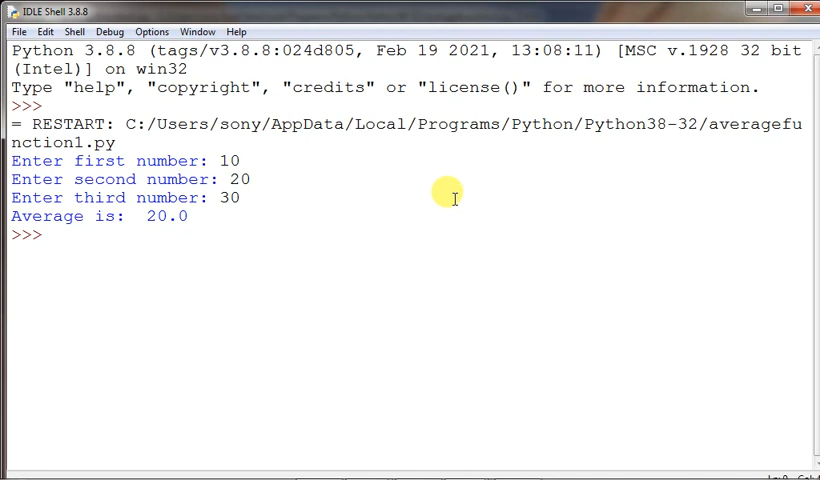 IDLE Shell 3.8.8
File Edit Shell Debug Options Window Help
Python 3.8.8 (tags/v3.8.8:024d805, Feb 19 2021, 13:08:11) [MSC v.1928 32 bit
(Intel)] on win32
Type "help", "copyright", "credits" or "license()" for more information.
>>>
= RESTART: C:/Users/sony/AppData/Local/Programs/Python/Python38-32/averagefu
nction1.py
Enter first number: 10
Enter second number: 20
Enter third number: 30
Average is:  20.0
>>>